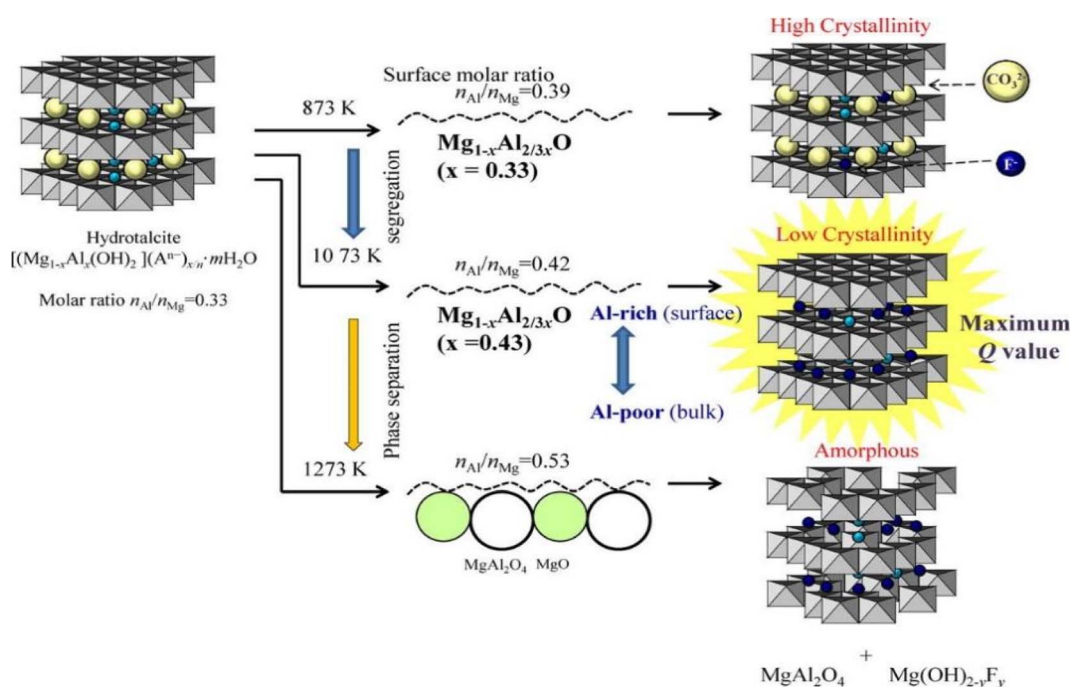 High Crystallinity
Surface molar ratio
nAl/nMg=0.39
873 K
CO₃²⁻
Mg₁₋ₓAl₂/₃ₓO
(x = 0.33)
F⁻
segregation
Hydrotalcite
[(Mg₁₋ₓAlₓ(OH)₂ ](Aⁿ⁻)ₓ/ₙ·mH₂O
Molar ratio nAl/nMg=0.33
10 73 K
nAl/nMg=0.42
Low Crystallinity
Mg₁₋ₓAl₂/₃ₓO
(x =0.43)
Al-rich (surface)
Maximum
Q value
Al-poor (bulk)
Phase separation
1273 K
nAl/nMg=0.53
Amorphous
MgAl₂O₄ MgO
+
MgAl₂O₄ Mg(OH)₂₋yFy